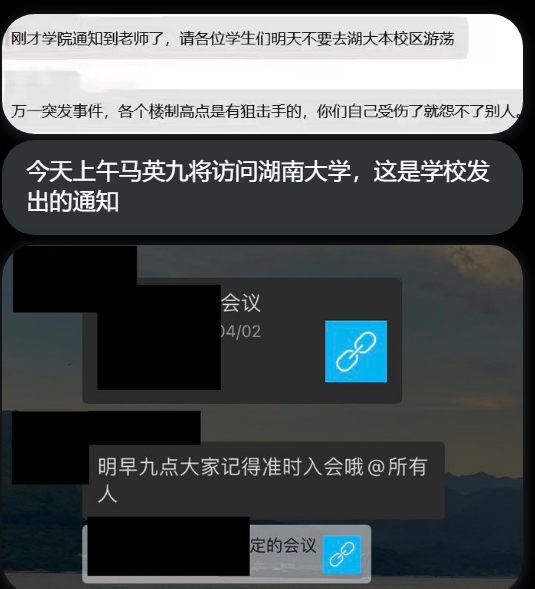 刚才学院通知到老师了，请各位学生们明天不要去湖大本校区游荡
万一突发事件，各个楼制高点是有狙击手的，你们自己受伤了就怨不了别人。
今天上午马英九将访问湖南大学，这是学校发
出的通知
会议
04/02
明早九点大家记得准时入会哦@所有
人
定的会议